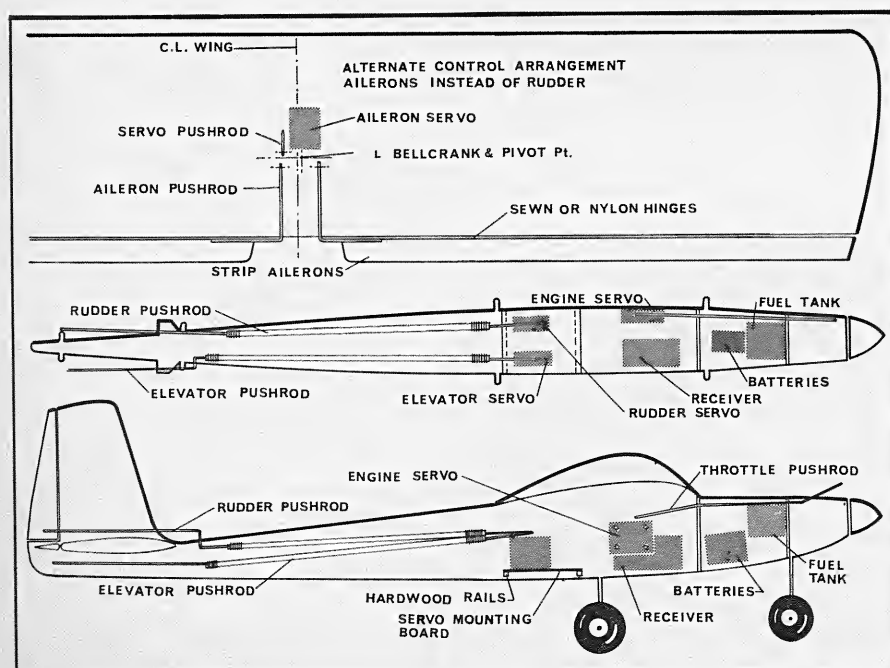 C.L. WING
ALTERNATE CONTROL ARRANGEMENT
AILERONS INSTEAD OF RUDDER
AILERON SERVO
SERVO PUSHROD
L BELLCRANK & PIVOT Pt.
AILERON PUSHROD
SEWN OR NYLON HINGES
STRIP AILERONS
RUDDER PUSHROD
ENGINE SERVO
FUEL TANK
ELEVATOR PUSHROD
ELEVATOR SERVO
RECEIVER
RUDDER SERVO
BATTERIES
ENGINE SERVO
THROTTLE PUSHROD
RUDDER PUSHROD
FUEL
TANK
ELEVATOR PUSHROD
HARDWOOD RAILS
SERVO MOUNTING
BOARD
RECEIVER
BATTERIES